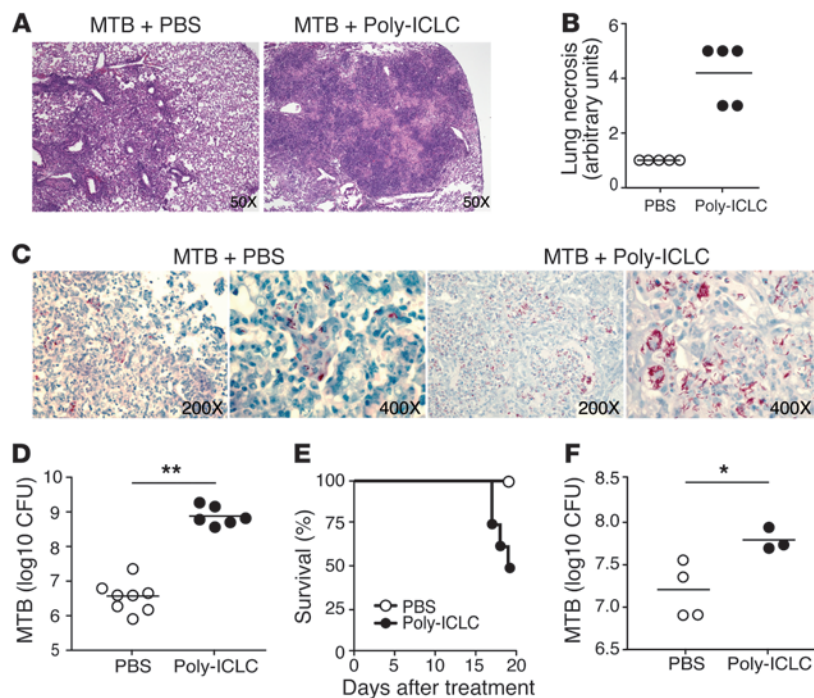 A
MTB + PBS
MTB + Poly-ICLC
50X
50X
B
Lung necrosis
(arbitrary units)
6
4
2
0
PBS
Poly-ICLC
C
MTB + PBS
MTB + Poly-ICLC
200X
400X
200X
400X
D
**
MTB (log10 CFU)
10
9
8
7
6
5
PBS
Poly-ICLC
E
Survival (%)
100
75
50
25
0
PBS
Poly-ICLC
0
5
10
15
20
Days after treatment
F
*
MTB (log10 CFU)
8.5
8.0
7.5
7.0
6.5
PBS
Poly-ICLC